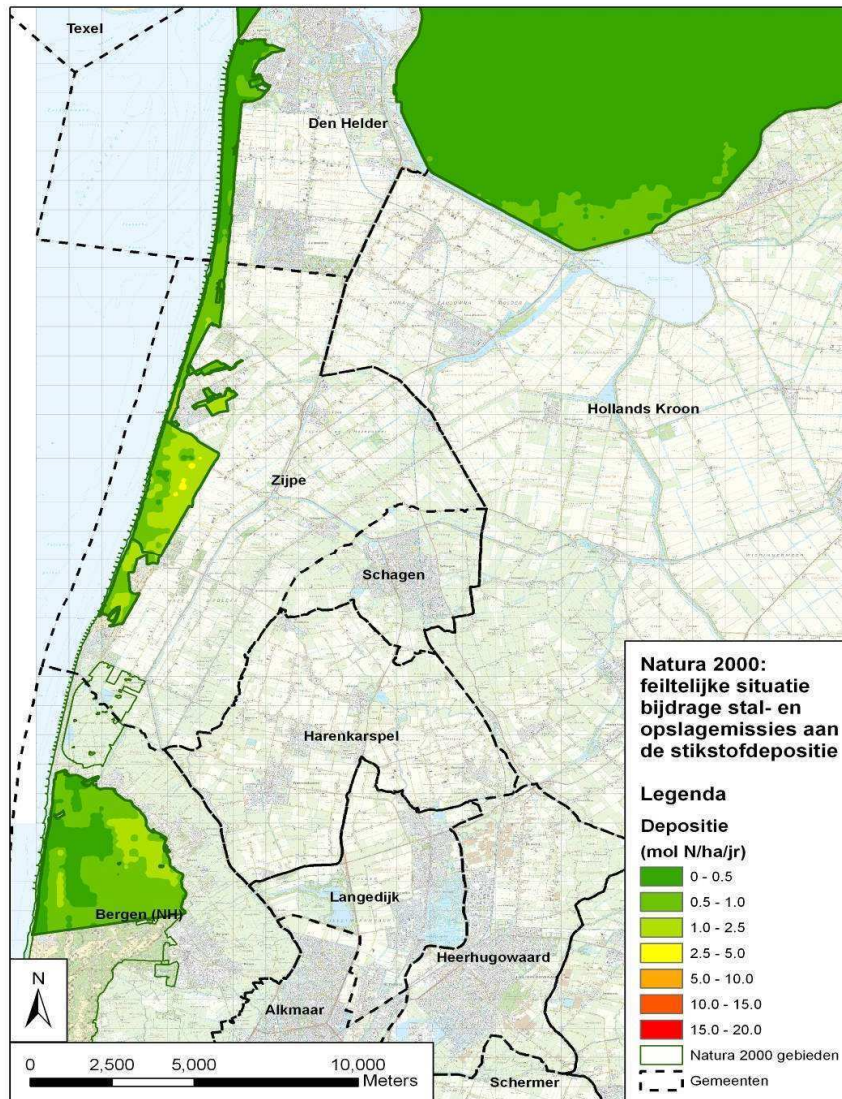 Texel
Den Helder
Hollands Kroon
Zijpe
Schagen
Harenkarspel
Langedijk
Bergen (NH)
Heerhugowaard
Alkmaar
Schermer
Natura 2000:
feiltelijke situatie
bijdrage stal- en
opslagemissies aan
de stikstofdepositie
Legenda
Depositie
(mol N/ha/jr)
0 - 0.5
0.5 - 1.0
1.0 - 2.5
2.5 - 5.0
5.0 - 10.0
10.0 - 15.0
15.0 - 20.0
Natura 2000 gebieden
Gemeenten
N
0 2,500 5,000 10,000
Meters